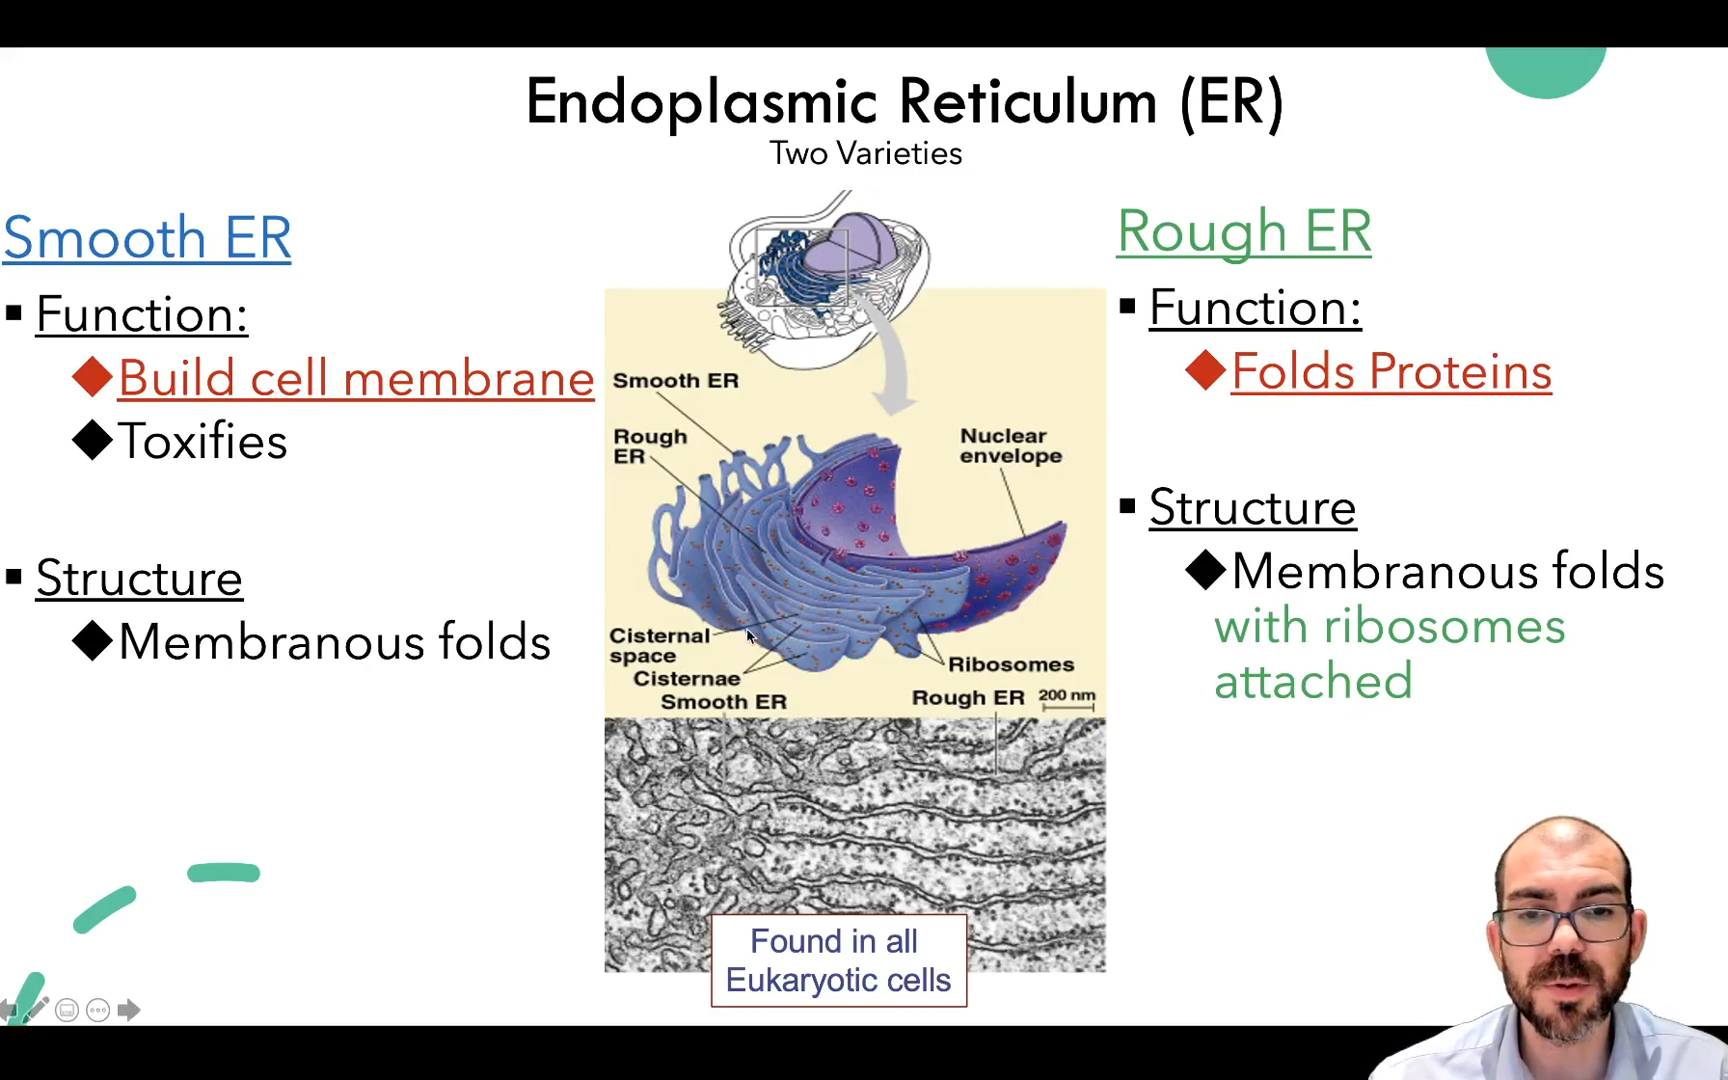 Endoplasmic Reticulum (ER)
Two Varieties
Smooth ER
Function:
Build cell membrane
Toxifies
Structure
Membranous folds
Smooth ER
Rough
ER
Nuclear
envelope
Cisternal
space
Cisternae
Ribosomes
Smooth ER
Rough ER
200 nm
Found in all
Eukaryotic cells
Rough ER
Function:
Folds Proteins
Structure
Membranous folds
with ribosomes
attached